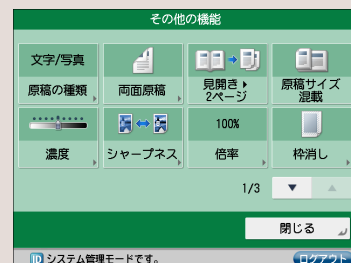 その他の機能
文字/写真
原稿の種類
両面原稿
見開き▶
2ページ
原稿サイズ
混載
濃度
シャープネス
100%
倍率
枠消し
1/3
閉じる
ID システム管理モードです。
ログアウト